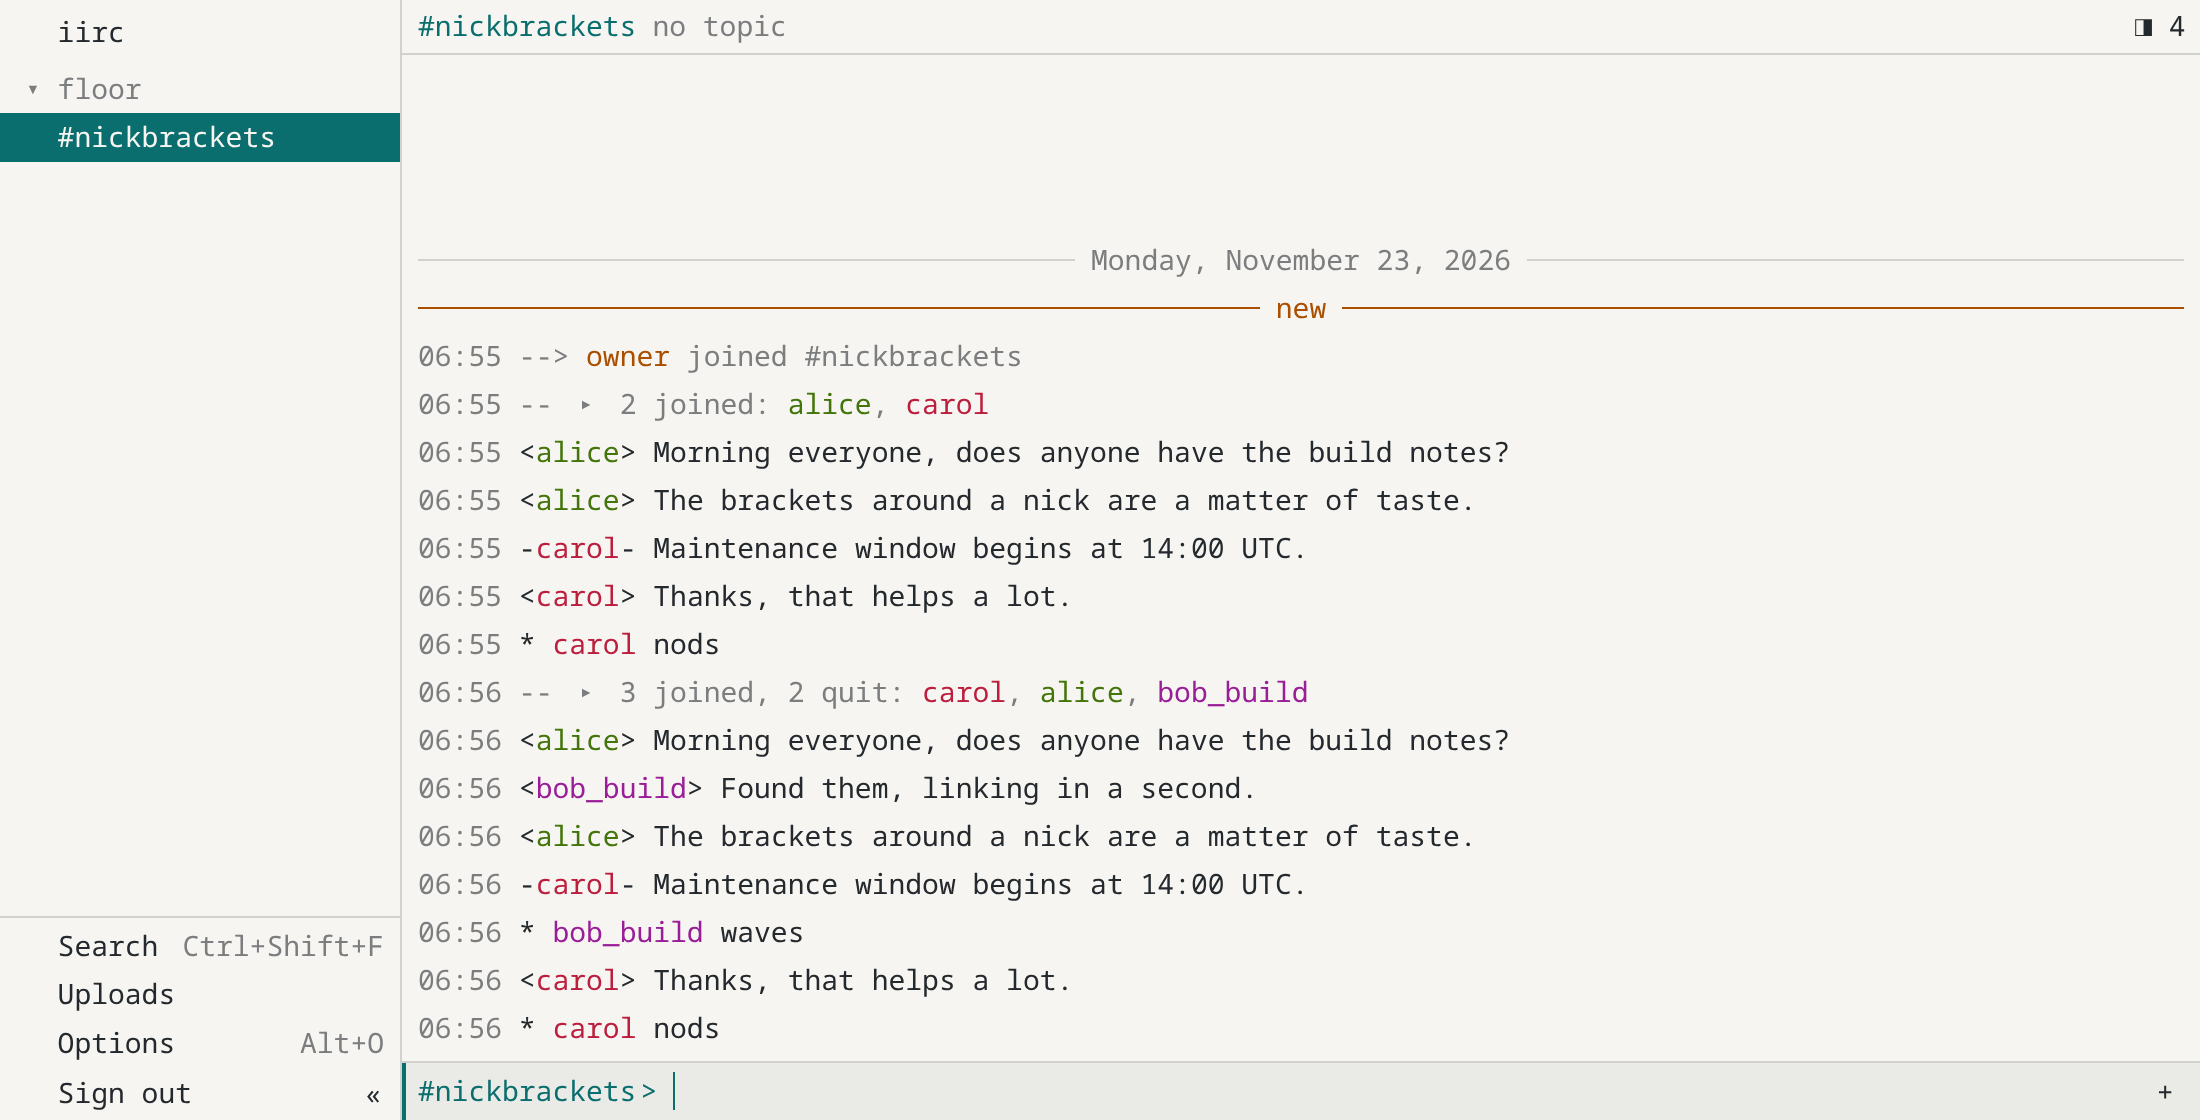 iirc
▾ floor
#nickbrackets
Search Ctrl+Shift+F
Uploads
Options Alt+O
Sign out «
#nickbrackets no topic ◨ 4
Monday, November 23, 2026
new
06:55 --> owner joined #nickbrackets
06:55 -- ▸ 2 joined: alice, carol
06:55 <alice> Morning everyone, does anyone have the build notes?
06:55 <alice> The brackets around a nick are a matter of taste.
06:55 -carol- Maintenance window begins at 14:00 UTC.
06:55 <carol> Thanks, that helps a lot.
06:55 * carol nods
06:56 -- ▸ 3 joined, 2 quit: carol, alice, bob_build
06:56 <alice> Morning everyone, does anyone have the build notes?
06:56 <bob_build> Found them, linking in a second.
06:56 <alice> The brackets around a nick are a matter of taste.
06:56 -carol- Maintenance window begins at 14:00 UTC.
06:56 * bob_build waves
06:56 <carol> Thanks, that helps a lot.
06:56 * carol nods
#nickbrackets> +